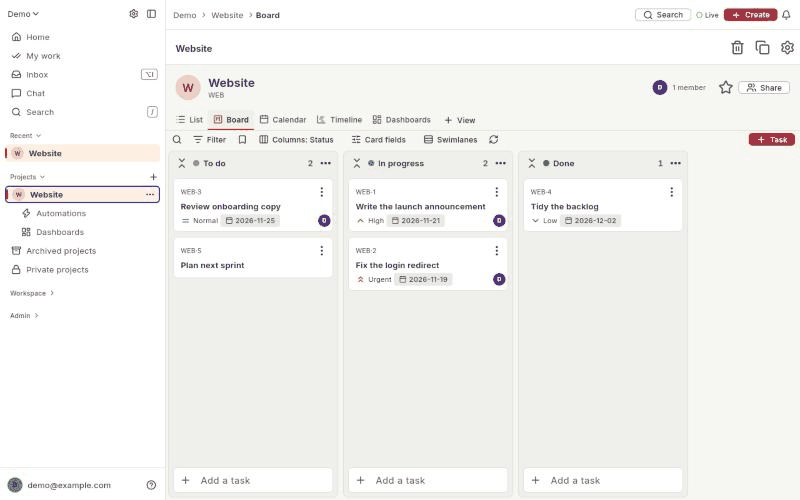 Demo
Home
My work
Inbox
Chat
Search
/
Recent
W Website
Projects
W Website
Automations
Dashboards
Archived projects
Private projects
Workspace
Admin
demo@example.com
Demo > Website > Board
Search
Live
Create
Website
W
Website
WEB
D 1 member
Share
List
Board
Calendar
Timeline
Dashboards
View
Filter
Columns: Status
Card fields
Swimlanes
Task
To do 2
WEB-3
Review onboarding copy
Normal 2026-11-25 D
WEB-5
Plan next sprint
Add a task
In progress 2
WEB-1
Write the launch announcement
High 2026-11-21 D
WEB-2
Fix the login redirect
Urgent 2026-11-19 D
Add a task
Done 1
WEB-4
Tidy the backlog
Low 2026-12-02
Add a task